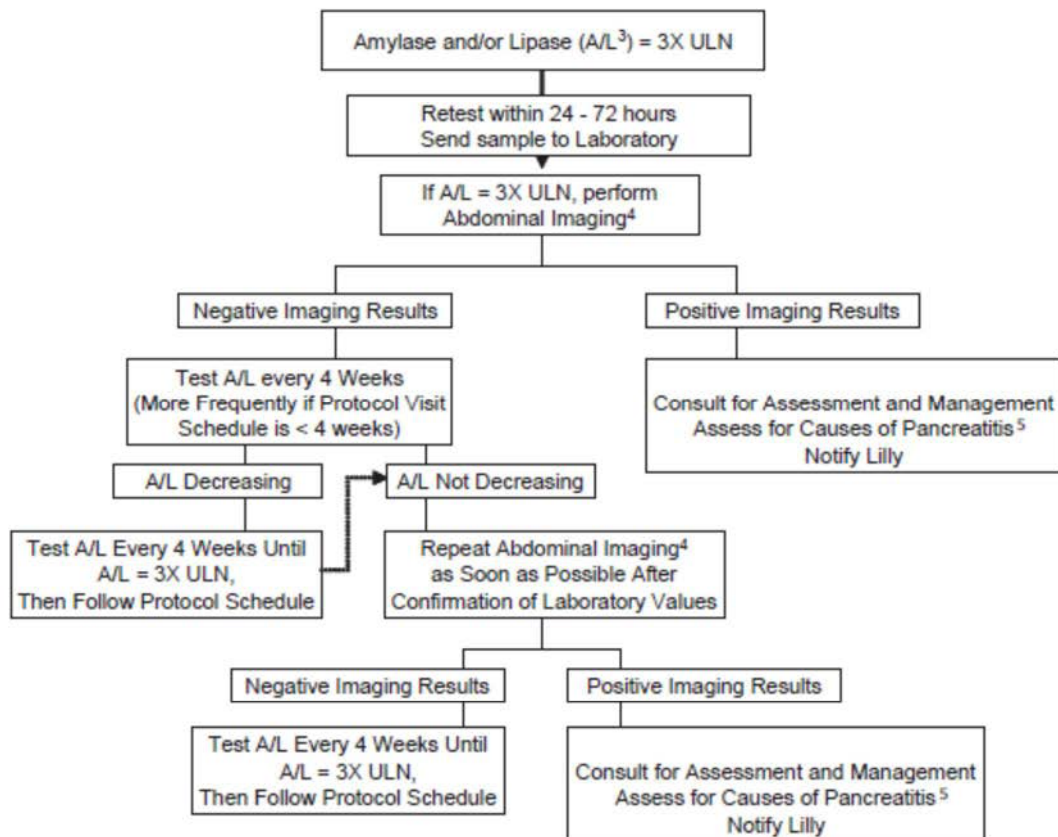 Amylase and/or Lipase (A/L³) = 3X ULN
Retest within 24 - 72 hours
Send sample to Laboratory
If A/L = 3X ULN, perform
Abdominal Imaging⁴
Negative Imaging Results
Positive Imaging Results
Test A/L every 4 Weeks
(More Frequently if Protocol Visit
Schedule is < 4 weeks)
Consult for Assessment and Management
Assess for Causes of Pancreatitis⁵
Notify Lilly
A/L Decreasing
A/L Not Decreasing
Test A/L Every 4 Weeks Until
A/L = 3X ULN,
Then Follow Protocol Schedule
Repeat Abdominal Imaging⁴
as Soon as Possible After
Confirmation of Laboratory Values
Negative Imaging Results
Positive Imaging Results
Test A/L Every 4 Weeks Until
A/L = 3X ULN,
Then Follow Protocol Schedule
Consult for Assessment and Management
Assess for Causes of Pancreatitis⁵
Notify Lilly